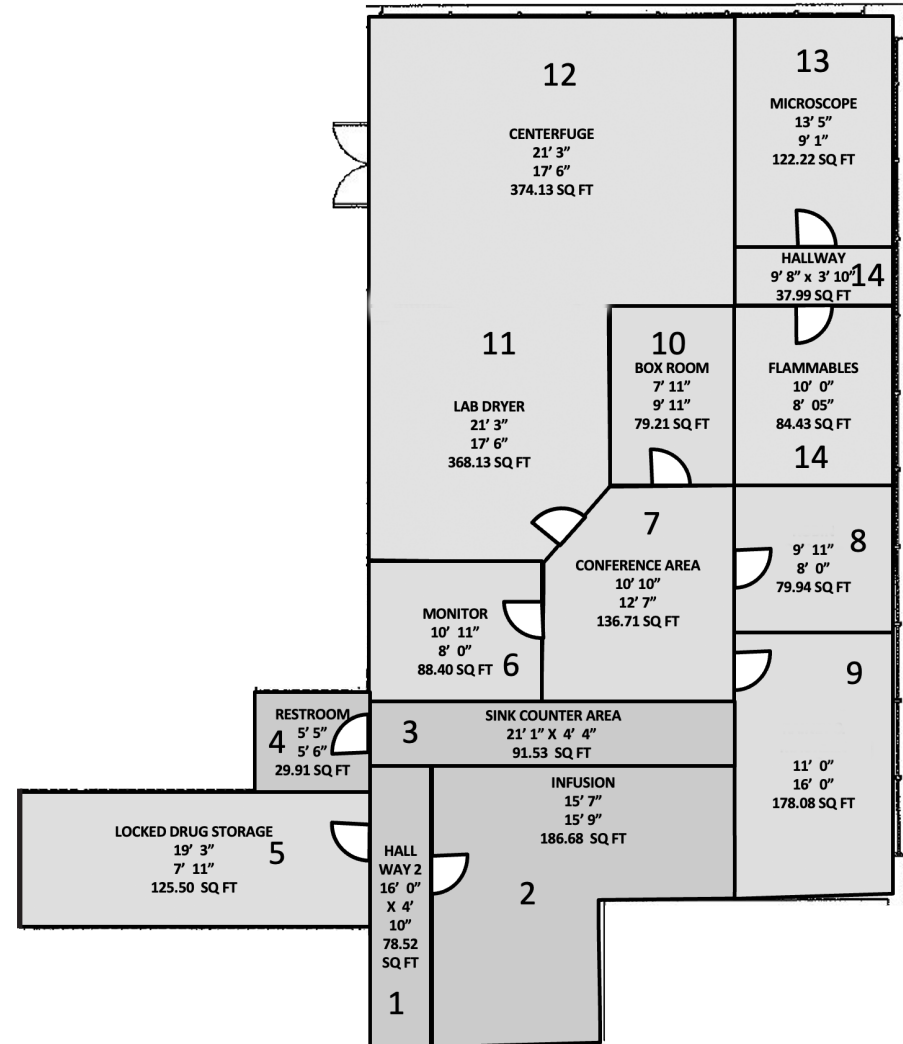 12
CENTERFUGE
21’ 3”
17’ 6”
374.13 SQ FT
13
MICROSCOPE
13’ 5”
9’ 1”
122.22 SQ FT
HALLWAY
9’ 8” x 3’ 10”
14
37.99 SQ FT
11
LAB DRYER
21’ 3”
17’ 6”
368.13 SQ FT
10
BOX ROOM
7’ 11”
9’ 11”
79.21 SQ FT
FLAMMABLES
10’ 0”
8’ 05”
84.43 SQ FT
14
7
CONFERENCE AREA
10’ 10”
12’ 7”
136.71 SQ FT
8
9’ 11”
8’ 0”
79.94 SQ FT
MONITOR
10’ 11”
8’ 0”
88.40 SQ FT
6
9
11’ 0”
16’ 0”
178.08 SQ FT
RESTROOM
4
5’ 5”
5’ 6”
29.91 SQ FT
3
SINK COUNTER AREA
21’ 1” X 4’ 4”
91.53 SQ FT
INFUSION
15’ 7”
15’ 9”
186.68 SQ FT
2
LOCKED DRUG STORAGE
19’ 3”
7’ 11”
125.50 SQ FT
5
HALL
WAY 2
16’ 0”
X 4’
10”
78.52
SQ FT
1